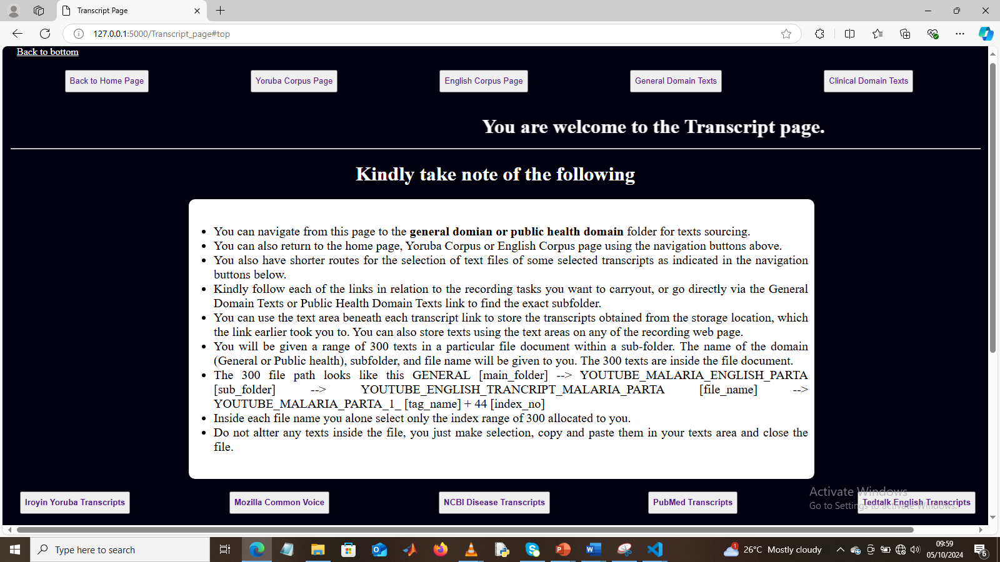 Transcript Page
127.0.0.1:5000/Transcript_page#top
Back to bottom
Back to Home Page
Yoruba Corpus Page
English Corpus Page
General Domain Texts
Clinical Domain Texts
You are welcome to the Transcript page.
Kindly take note of the following
You can navigate from this page to the general domian or public health domain folder for texts sourcing.
You can also return to the home page, Yoruba Corpus or English Corpus page using the navigation buttons above.
You also have shorter routes for the selection of text files of some selected transcripts as indicated in the navigation
buttons below.
Kindly follow each of the links in relation to the recording tasks you want to carryout, or go directly via the General
Domain Texts or Public Health Domain Texts link to find the exact subfolder.
You can use the text area beneath each transcript link to store the transcripts obtained from the storage location, which
the link earlier took you to. You can also store texts using the text areas on any of the recording web page.
You will be given a range of 300 texts in a particular file document within a sub-folder. The name of the domain
(General or Public health), subfolder, and file name will be given to you. The 300 texts are inside the file document.
The 300 file path looks like this GENERAL [main_folder] --> YOUTUBE_MALARIA_ENGLISH_PARTA
[sub_folder] --> YOUTUBE_ENGLISH_TRANCRIPT_MALARIA_PARTA [file_name] -->
YOUTUBE_MALARIA_PARTA_1_ [tag_name] + 44 [index_no]
Inside each file name you alone select only the index range of 300 allocated to you.
Do not altter any texts inside the file, you just make selection, copy and paste them in your texts area and close the
file.
Iroyin Yoruba Transcripts
Mozilla Common Voice
NCBI Disease Transcripts
PubMed Transcripts
Tedtalk English Transcripts
Activate Windows
Go to Settings to activate Windows.
Type here to search
1
26°C Mostly cloudy
09:59
05/10/2024
6